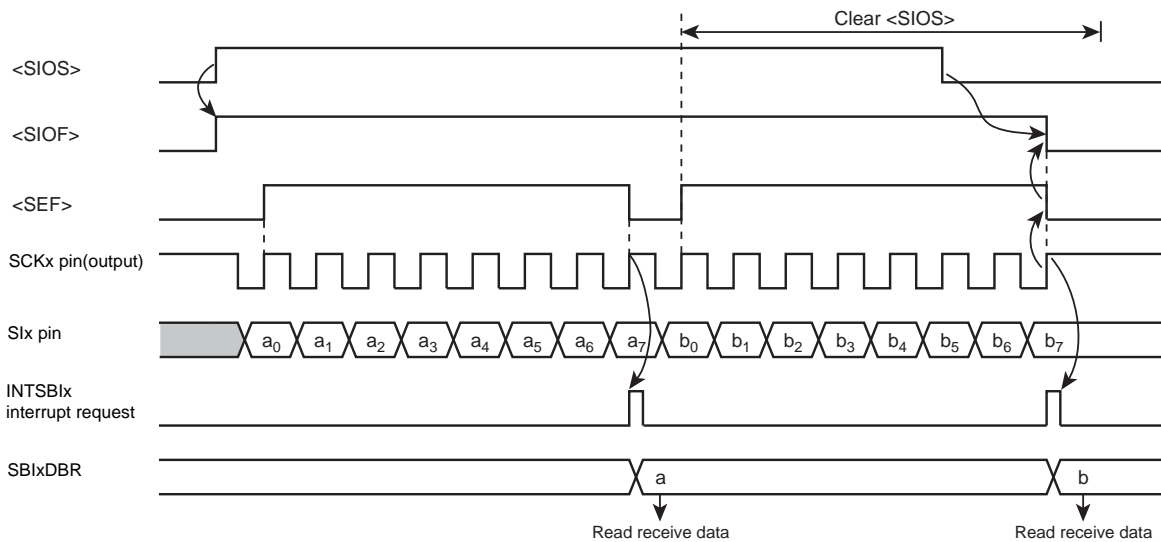 Clear <SIOS>
<SIOS>
<SIOF>
<SEF>
SCKx pin(output)
SIx pin
a0 a1 a2 a3 a4 a5 a6 a7 b0 b1 b2 b3 b4 b5 b6 b7
INTSBIx
interrupt request
SBIxDBR
a b
Read receive data Read receive data